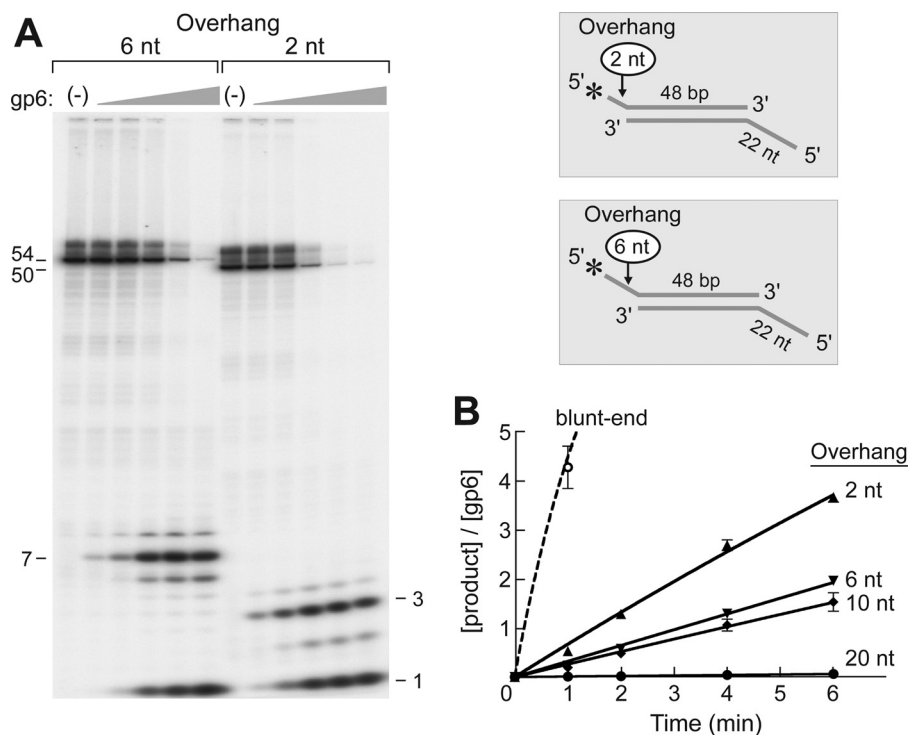 A
Overhang
6 nt
2 nt
gp6:
(-)
(-)
54
50
7
3
1
Overhang
2 nt
5'
*
48 bp
3'
3'
22 nt
5'
Overhang
6 nt
5'
*
48 bp
3'
3'
22 nt
5'
B
blunt-end
Overhang
[product] / [gp6]
5
4
3
2
1
0
1
2
3
4
5
6
2 nt
6 nt
10 nt
20 nt
Time (min)